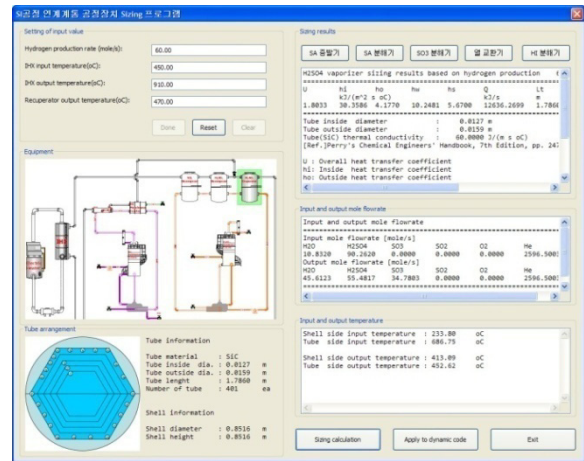 SI공정 연계계통 공정장치 Sizing 프로그램
Setting of input value
Hydrogen production rate (mole/s): 60.00
IHX input temperature(oC): 450.00
IHX output temperature(oC): 910.00
Recuperator output temperature(oC): 470.00
Done Reset Clear
Equipment
Tube arrangement
Tube information
Tube material : SiC
Tube inside dia. : 0.0127 m
Tube outside dia. : 0.0159 m
Tube lenght : 1.7860 m
Number of tube : 401 ea
Shell information
Shell diameter : 0.8516 m
Shell height : 0.8516 m
Sizing results
SA 증발기 SA 분해기 SO3 분해기 열 교환기 HI 분해기
H2SO4 vaporizer sizing results based on hydrogen production 6
U hi ho hw hs Q Lt
kJ/(m^2 s oC) kJ/s m
1.8033 30.3586 4.1770 10.2481 5.6700 12636.2699 1.7860
Tube inside diameter : 0.0127 m
Tube outside diameter : 0.0159 m
Tube(SiC) thermal conductivity : 60.0000 J/(m s oC)
[Ref.]Perry's Chemical Engineers' Handbook, 7th Edition, pp. 247
U : Overall heat transfer coefficient
hi: Inside heat transfer coefficient
ho: Outside heat transfer coefficient
Input and output mole flowrate
Input and output mole flowrate
Input mole flowrate [mole/s]
H2O H2SO4 SO3 SO2 O2 He
10.8320 90.2620 0.0000 0.0000 0.0000 2596.5001
Output mole flowrate [mole/s]
H2O H2SO4 SO3 SO2 O2 He
45.6123 55.4817 34.7803 0.0000 0.0000 2596.5001
Input and output temperature
Shell side input temperature : 233.80 oC
Tube side input temperature : 686.75 oC
Shell side output temperature : 413.09 oC
Tube side output temperature : 452.62 oC
Sizing calculation Apply to dynamic code Exit